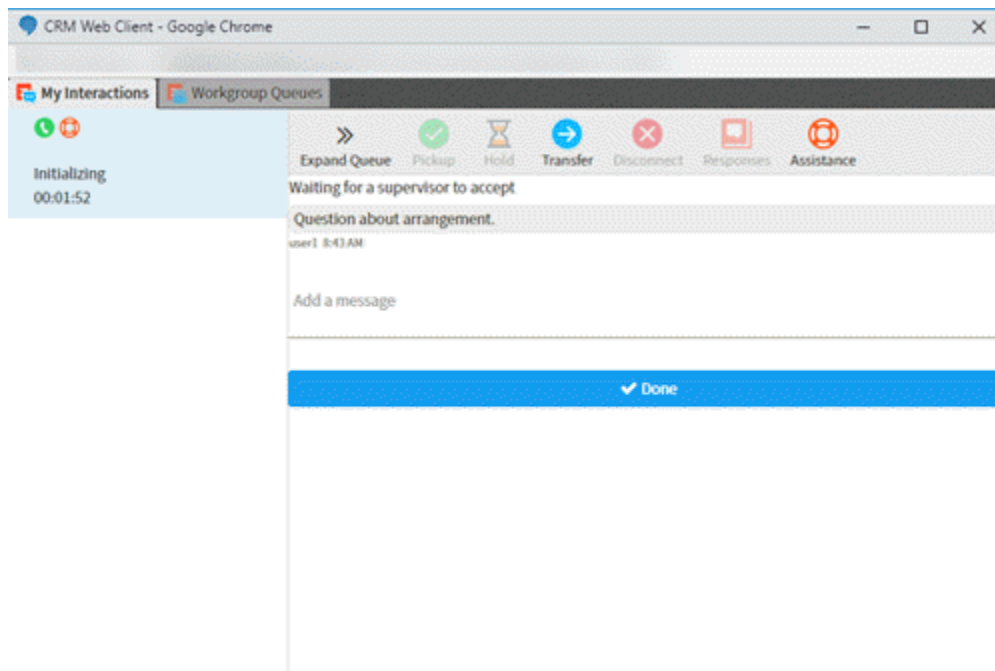 CRM Web Client - Google Chrome
My Interactions Workgroup Queues
Initializing
00:01:52
Expand Queue Pickup Hold Transfer Disconnect Responses Assistance
Waiting for a supervisor to accept
Question about arrangement.
user1 8:43 AM
Add a message
Done